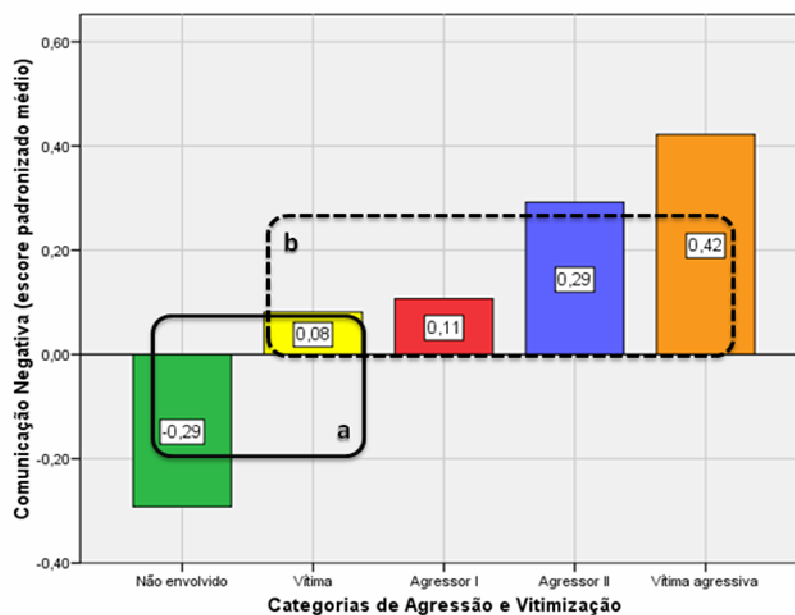 Comunicação Negativa (escore padronizado médio)
0,60
0,40
0,20
0,00
-0,20
-0,40
b
a
-0,29
0,08
0,11
0,29
0,42
Não envolvido
Vítima
Agressor I
Agressor II
Vítima agressiva
Categorias de Agressão e Vitimização